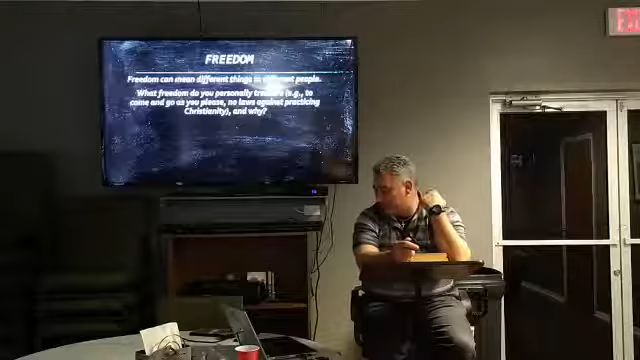 FREEDOM
Freedom can mean different things to different people.
What freedom do you personally treasure (e.g., to
come and go as you please, no laws against practicing
Christianity), and why?